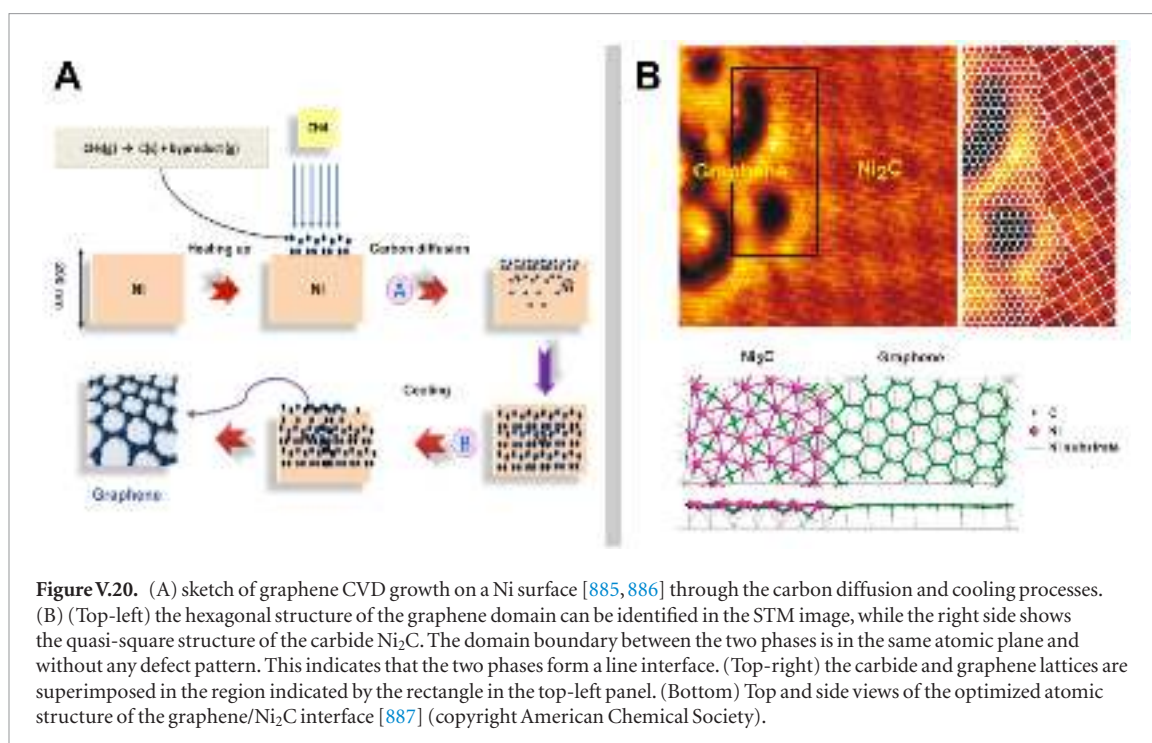 A
CH4
CH4(g) → C(s) + byproduct (g)
Heating up
Carbon diffusion
Ni
Ni
A
Cooling
B
Graphene
B
Graphene
Ni₂C
Ni₂C
Graphene
C
Ni
Ni substrate
Figure V.20. (A) sketch of graphene CVD growth on a Ni surface [885, 886] through the carbon diffusion and cooling processes.
(B) (Top-left) the hexagonal structure of the graphene domain can be identified in the STM image, while the right side shows
the quasi-square structure of the carbide Ni₂C. The domain boundary between the two phases is in the same atomic plane and
without any defect pattern. This indicates that the two phases form a line interface. (Top-right) the carbide and graphene lattices are
superimposed in the region indicated by the rectangle in the top-left panel. (Bottom) Top and side views of the optimized atomic
structure of the graphene/Ni₂C interface [887] (copyright American Chemical Society).